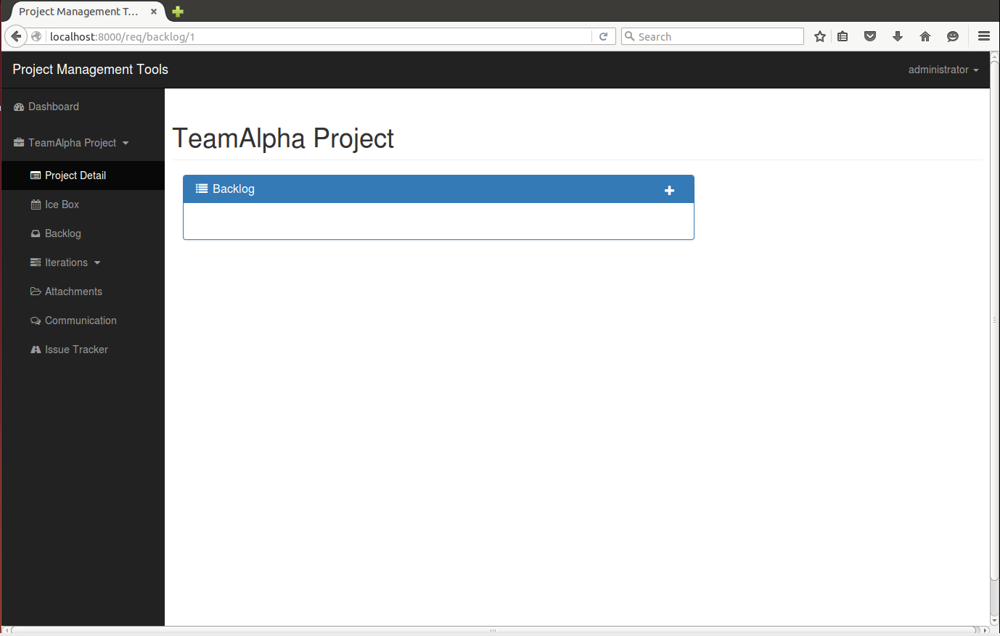 Project Management T...
localhost:8000/req/backlog/1
Search
Project Management Tools
administrator
Dashboard
TeamAlpha Project
Project Detail
Ice Box
Backlog
Iterations
Attachments
Communication
Issue Tracker
TeamAlpha Project
Backlog